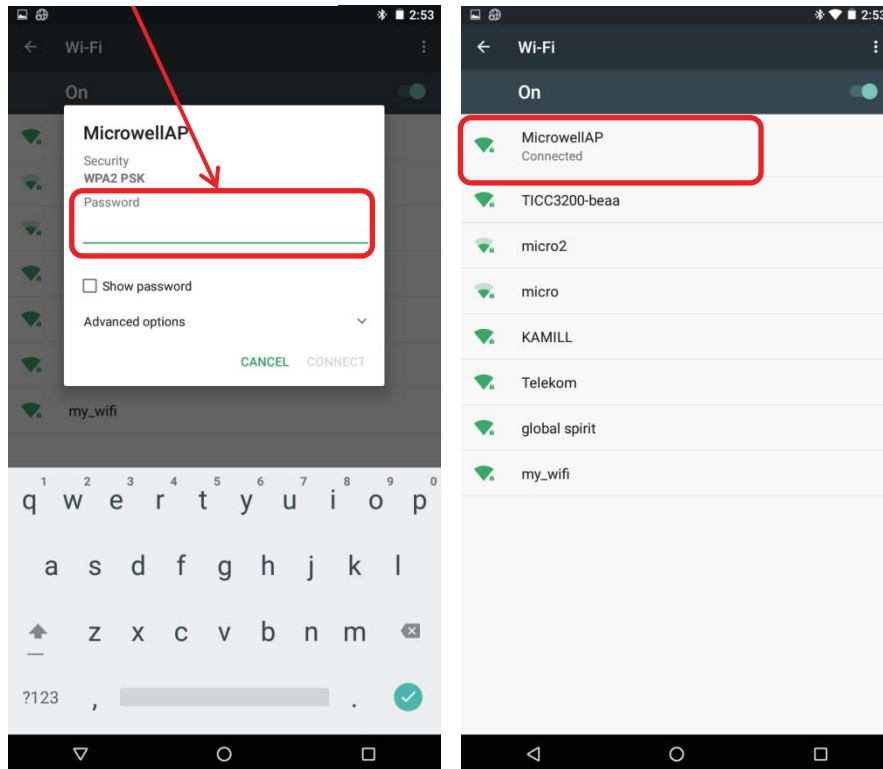 2:53
Wi-Fi
On
MicrowellAP
Security
WPA2 PSK
Password
Show password
Advanced options
CANCEL CONNECT
my_wifi
1 2 3 4 5 6 7 8 9 0
q w e r t y u i o p
a s d f g h j k l
z x c v b n m
?123 , .
2:53
Wi-Fi
On
MicrowellAP
Connected
TICC3200-beaa
micro2
micro
KAMILL
Telekom
global spirit
my_wifi